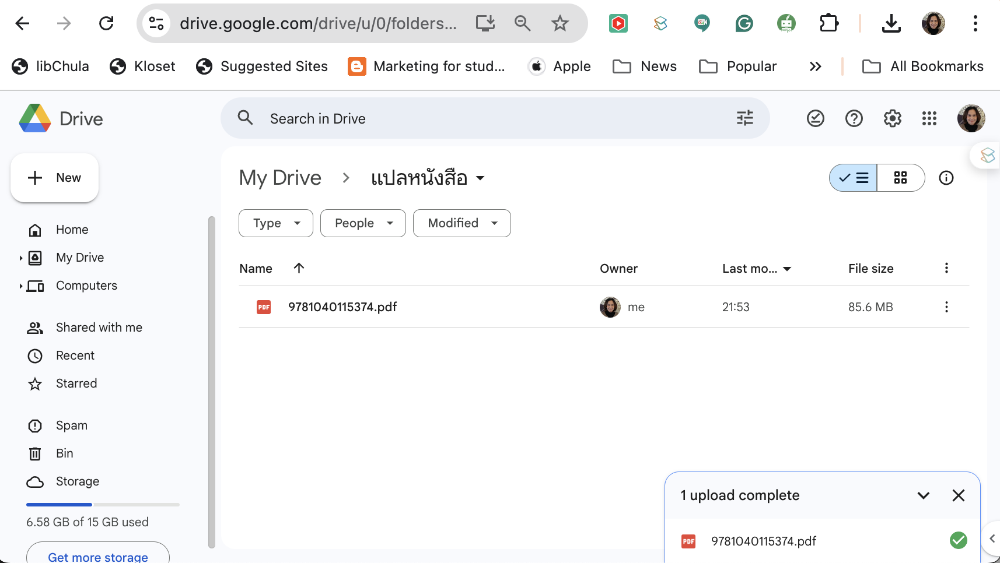 drive.google.com/drive/u/0/folders...
libChula Kloset Suggested Sites Marketing for stud... Apple News Popular All Bookmarks
Drive
Search in Drive
New
My Drive > แปลหนังสือ
Type People Modified
Home
My Drive
Computers
Shared with me
Recent
Starred
Spam
Bin
Storage
6.58 GB of 15 GB used
Get more storage
Name Owner Last mo... File size
PDF 9781040115374.pdf me 21:53 85.6 MB
1 upload complete
PDF 9781040115374.pdf